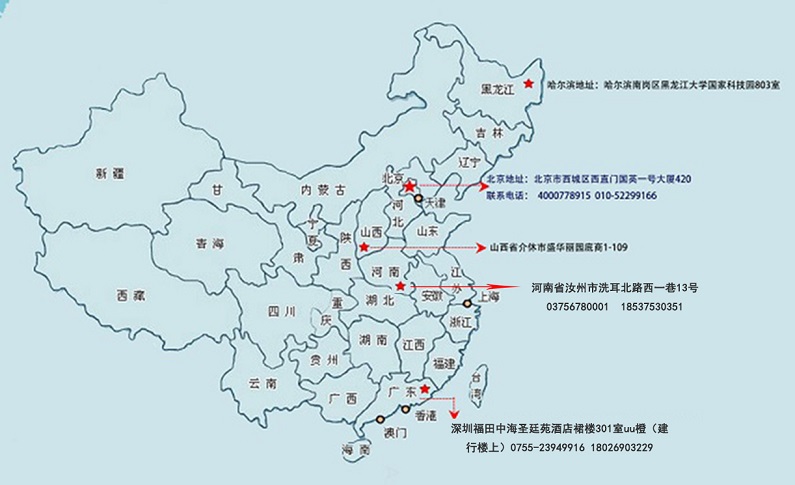 黑龙江
哈尔滨地址：哈尔滨南岗区黑龙江大学国家科技园803室
吉林
辽宁
新疆
甘
内蒙古
北京
北京地址：北京市西城区西直门国英一号大厦420
联系电话： 4000778915 010-52299166
天津
河
北
宁
夏
陕
西
山西
山东
青海
肃
山西省介休市盛华丽园底商1-109
西藏
河南
江
苏
安徽
上海
河南省汝州市洗耳北路西一巷13号
03756780001 18537530351
四川
重
庆
湖北
浙江
湖南
江西
贵州
福建
云南
广西
广东
台
湾
香港
澳门
海南
深圳福田中海圣廷苑酒店裙楼301室uu橙（建
行楼上）0755-23949916 18026903229